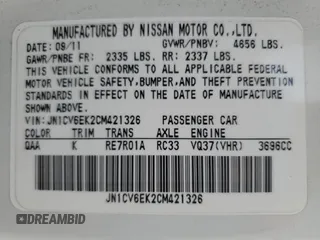 MANUFACTURED BY NISSAN MOTOR CO.,LTD.
DATE: 09/11 GVWR/PNBV: 4656 LBS.
GAWR/PNBE FR: 2335 LBS. RR: 2337 LBS.
THIS VEHICLE CONFORMS TO ALL APPLICABLE FEDERAL
MOTOR VEHICLE SAFETY,BUMPER,AND THEFT PREVENTION
STANDARDS IN EFFECT ON THE DATE OF MANUFACTURE
SHOWN ABOVE.
VIN: JN1CV6EK2CM421326 PASSENGER CAR
COLOR TRIM TRANS AXLE ENGINE
QAA K RE7R01A RC33 VQ37(VHR) 3696CC
JN1CV6EK2CM421326
DREAMBID